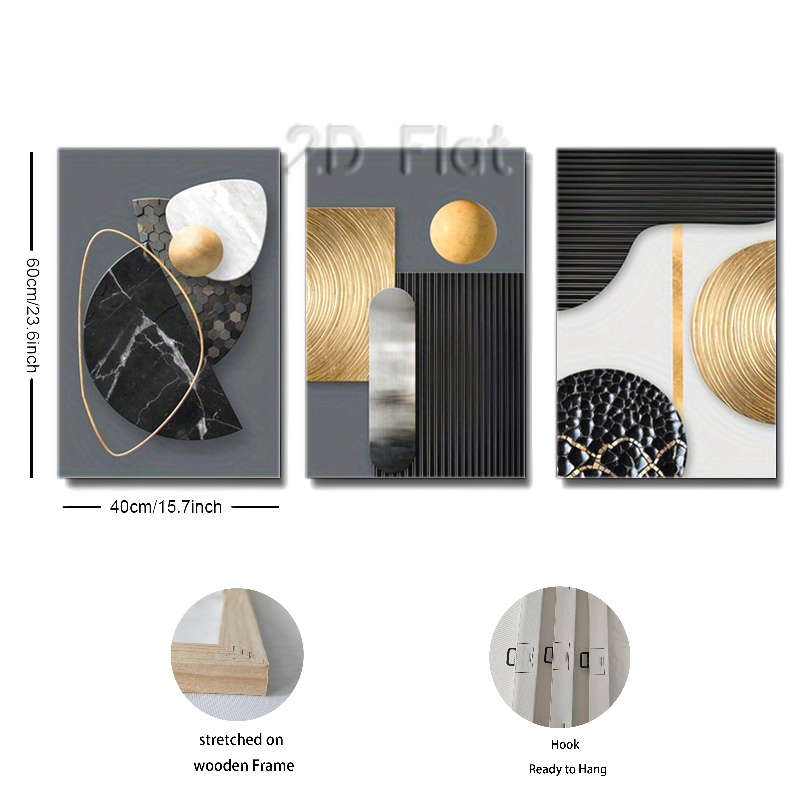 2D Flat
60cm/23.6inch
40cm/15.7inch
stretched on
wooden Frame
Hook
Ready to Hang